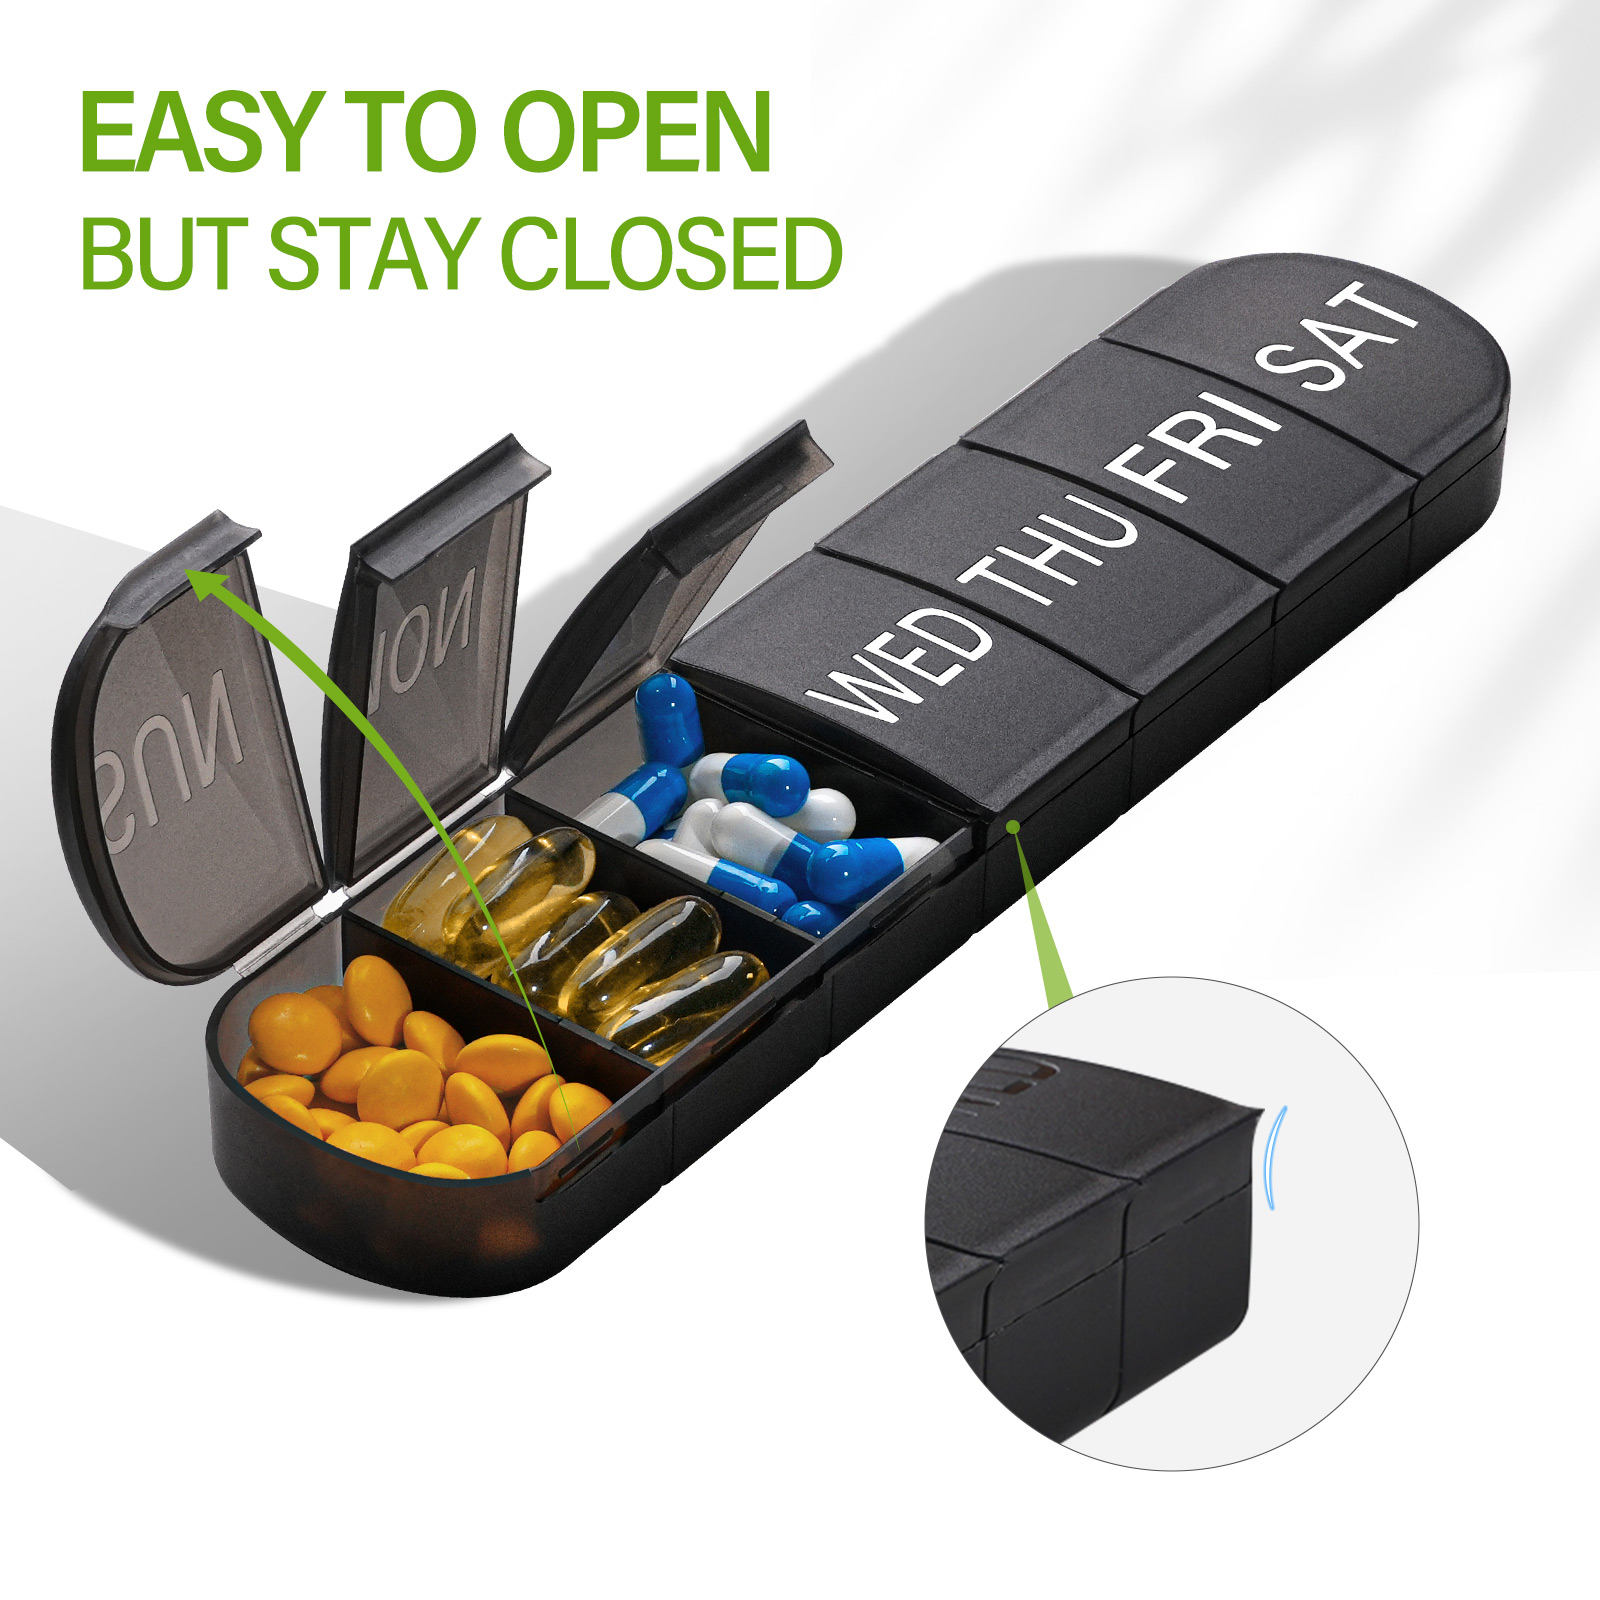 EASY TO OPEN
BUT STAY CLOSED
SUN
MON
WED
THU
FRI
SAT